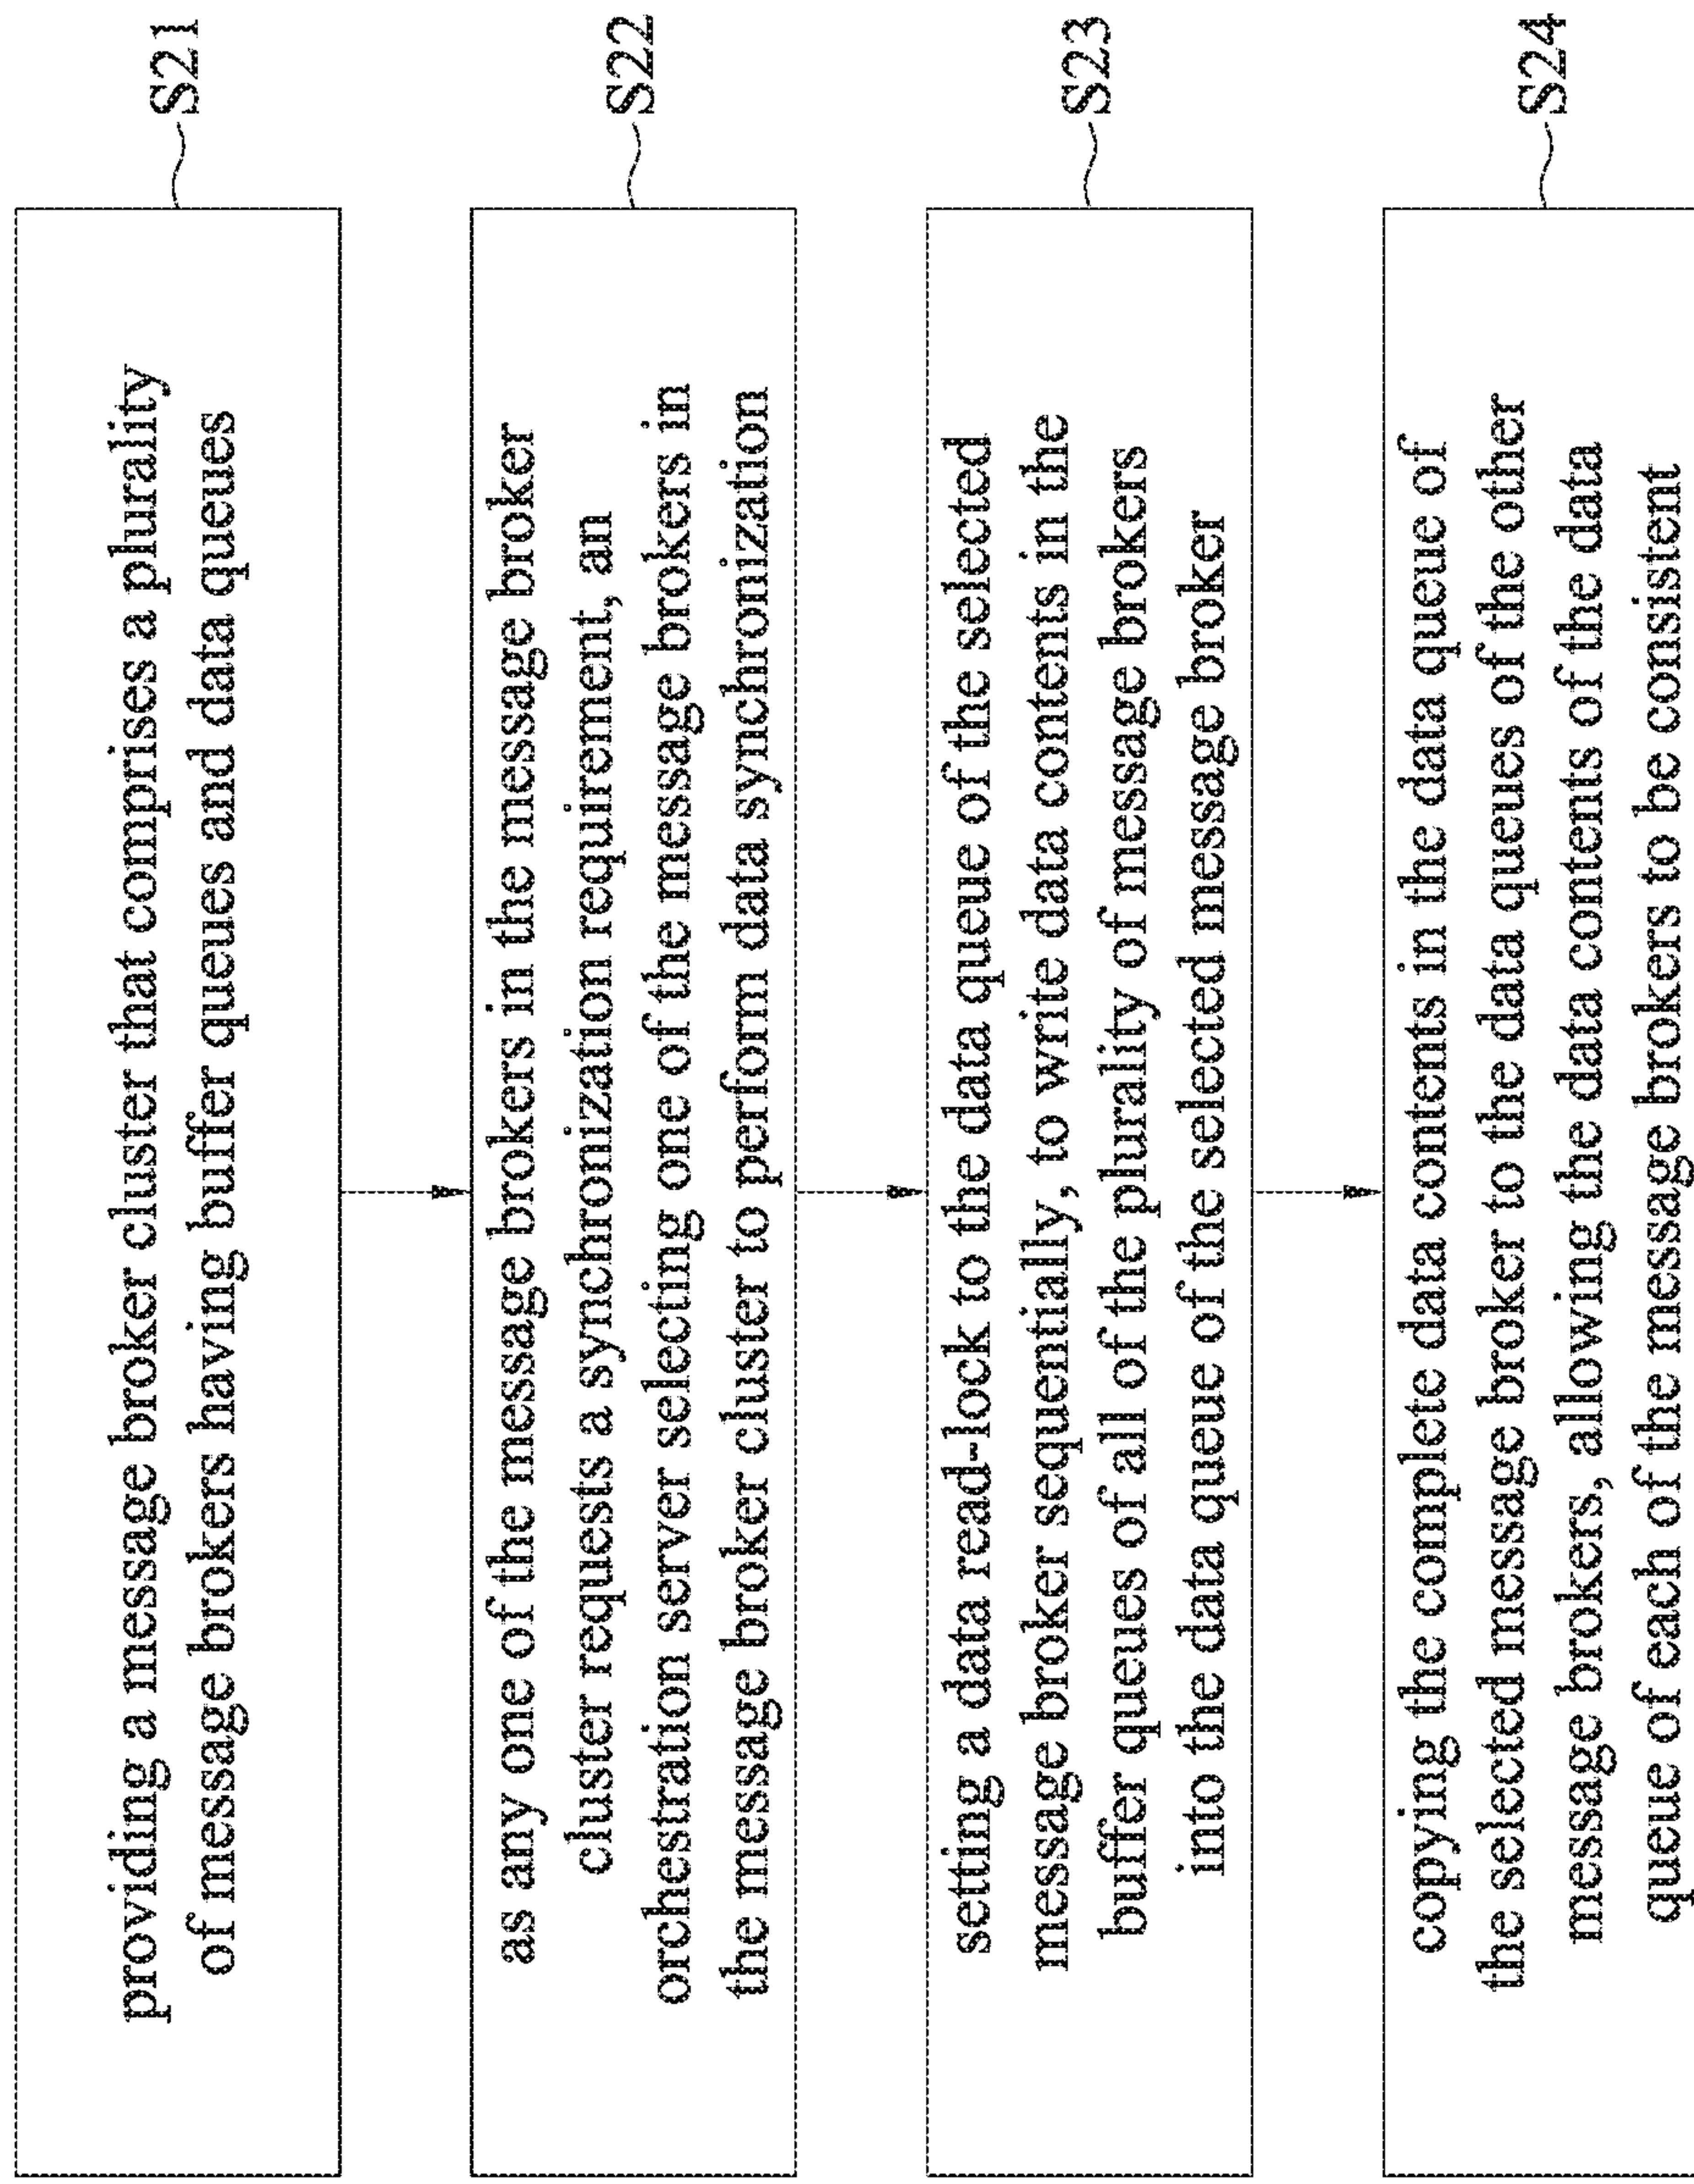 providing a message broker cluster that comprises a plurality
of message brokers having buffer queues and data queues
S21
as any one of the message brokers in the message broker
cluster requests a synchronization requirement, an
orchestration server selecting one of the message brokers in
the message broker cluster to perform data synchronization
S22
setting a data read-lock to the data queue of the selected
message broker sequentially, to write data contents in the
buffer queues of all of the plurality of message brokers
into the data queue of the selected message broker
S23
copying the complete data contents in the data queue of
the selected message broker to the data queues of the other
message brokers, allowing the data contents of the data
queue of each of the message brokers to be consistent
S24